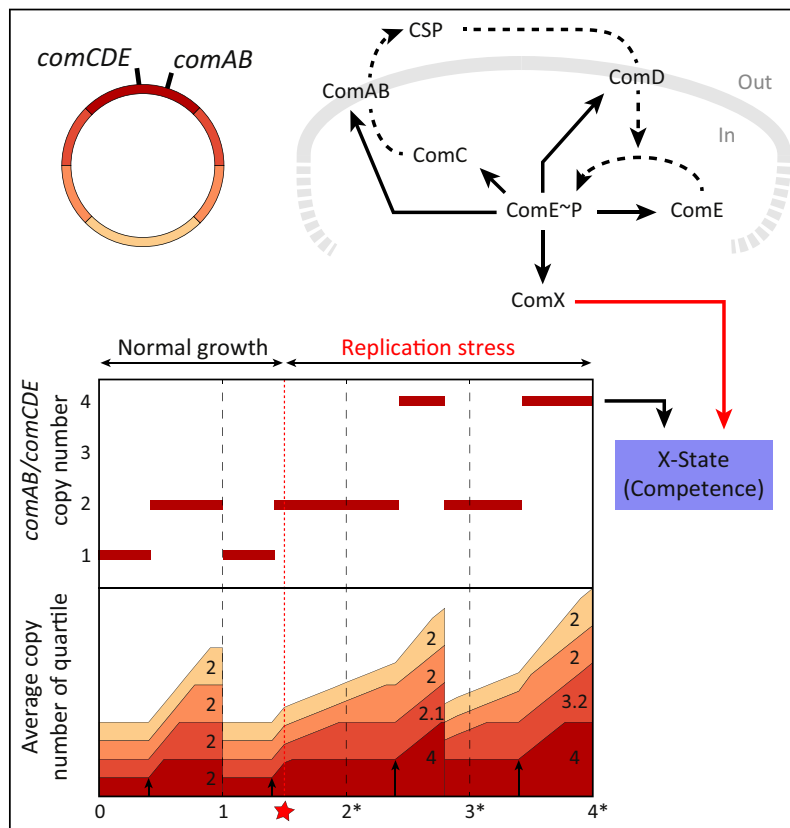 comCDE
comAB
CSP
ComAB
ComD
Out
In
ComC
ComE~P
ComE
ComX
Normal growth
Replication stress
comAB/comCDE
copy number
4
3
2
1
X-State
(Competence)
Average copy
number of quartile
2
2
2
2
2
2
2.1
4
2
2
3.2
4
0
1
2*
3*
4*